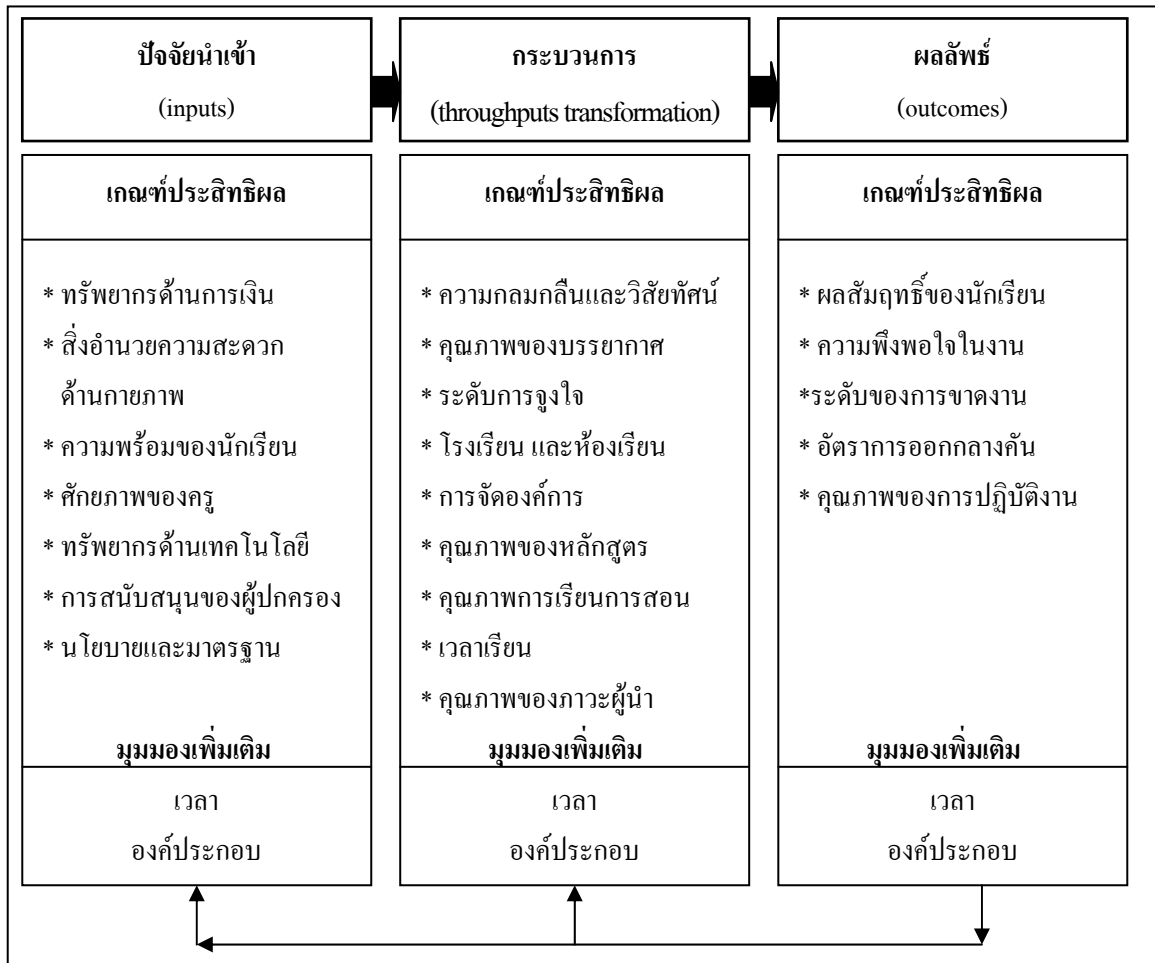 ปัจจัยนำเข้า
(inputs)
กระบวนการ
(throughputs transformation)
ผลลัพธ์
(outcomes)
เกณฑ์ประสิทธิผล
* ทรัพยากรด้านการเงิน
* สิ่งอำนวยความสะดวก
ด้านกายภาพ
* ความพร้อมของนักเรียน
* ศักยภาพของครู
* ทรัพยากรด้านเทคโนโลยี
* การสนับสนุนของผู้ปกครอง
* นโยบายและมาตรฐาน
มุมมองเพิ่มเติม
เวลา
องค์ประกอบ
เกณฑ์ประสิทธิผล
* ความกลมกลืนและวิสัยทัศน์
* คุณภาพของบรรยากาศ
* ระดับการจูงใจ
* โรงเรียน และห้องเรียน
* การจัดองค์การ
* คุณภาพของหลักสูตร
* คุณภาพการเรียนการสอน
* เวลาเรียน
* คุณภาพของภาวะผู้นำ
มุมมองเพิ่มเติม
เวลา
องค์ประกอบ
เกณฑ์ประสิทธิผล
* ผลสัมฤทธิ์ของนักเรียน
* ความพึงพอใจในงาน
*ระดับของการขาดงาน
* อัตราการออกกลางคัน
* คุณภาพของการปฏิบัติงาน
มุมมองเพิ่มเติม
เวลา
องค์ประกอบ